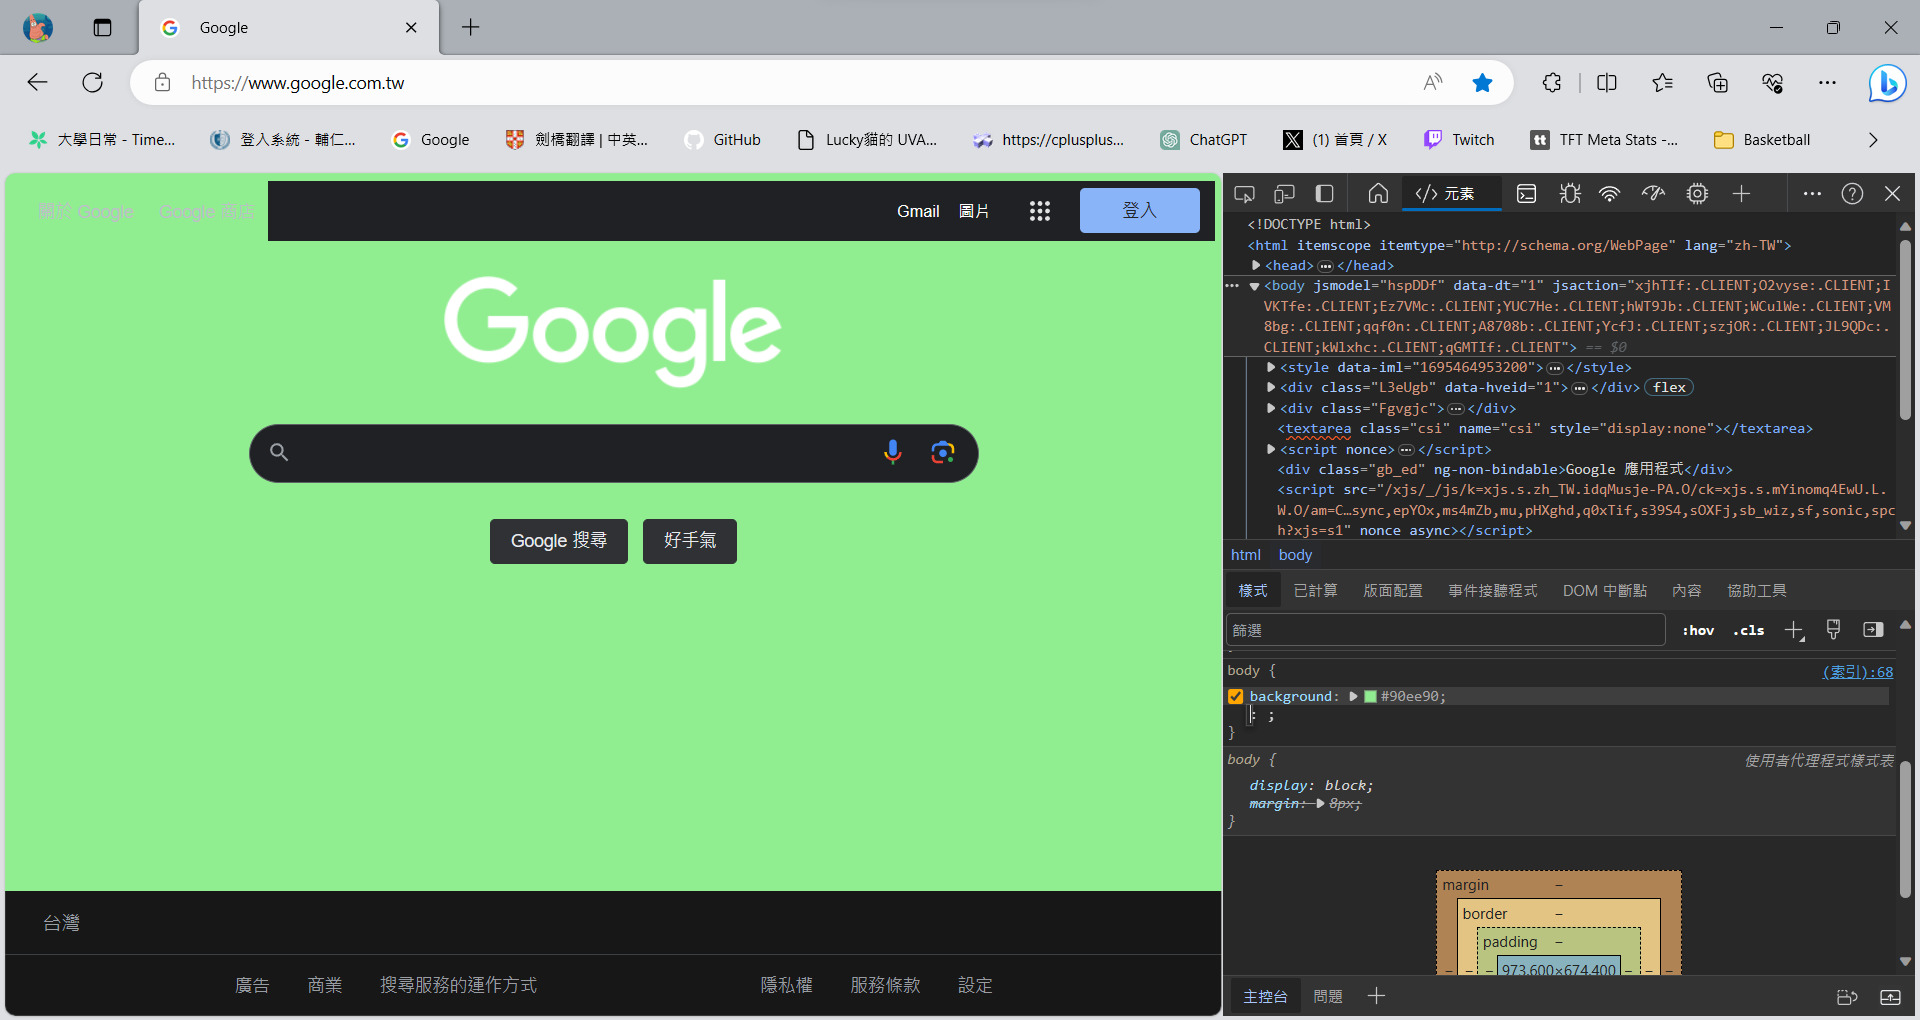 Google
https://www.google.com.tw
大學日常 - Time...
登入系統 - 輔仁...
Google
劍橋翻譯 | 中英...
GitHub
Lucky貓的 UVA...
https://cplusplus...
ChatGPT
(1) 首頁 / X
Twitch
TFT Meta Stats -...
Basketball
關於 Google
Google 商店
Gmail
圖片
登入
Google
Google 搜尋
好手氣
台灣
廣告
商業
搜尋服務的運作方式
隱私權
服務條款
設定
</> 元素
<!DOCTYPE html>
<html itemscope itemtype="http://schema.org/WebPage" lang="zh-TW">
<head>…</head>
<body jsmodel="hspDDf" data-dt="1" jsaction="xjhTIf:.CLIENT;O2vyse:.CLIENT;I
VKTfe:.CLIENT;Ez7VMc:.CLIENT;YUC7He:.CLIENT;hWT9Jb:.CLIENT;WCulWe:.CLIENT;VM
8bg:.CLIENT;qqf0n:.CLIENT;A8708b:.CLIENT;YcfJ:.CLIENT;szjOR:.CLIENT;JL9QDc:.
CLIENT;kWlxhc:.CLIENT;qGMTIf:.CLIENT"> == $0
<style data-iml="1695464953200">…</style>
<div class="L3eUgb" data-hveid="1">…</div> flex
<div class="Fgvgjc">…</div>
<textarea class="csi" name="csi" style="display:none"></textarea>
<script nonce>…</script>
<div class="gb_ed" ng-non-bindable>Google 應用程式</div>
<script src="/xjs/_/js/k=xjs.s.zh_TW.idqMusje-PA.O/ck=xjs.s.mYinomq4EwU.L.
W.O/am=C…sync,epYOx,ms4mZb,mu,pHXghd,q0xTif,s39S4,sOXFj,sb_wiz,sf,sonic,spc
h?xjs=s1" nonce async></script>
html body
樣式
已計算
版面配置
事件接聽程式
DOM 中斷點
內容
協助工具
篩選
:hov
.cls
body {
(索引):68
background: #90ee90;
: ;
}
body {
使用者代理程式樣式表
display: block;
margin: 8px;
}
margin –
border –
padding –
– – – 973.600×674.400 – – –
主控台
問題